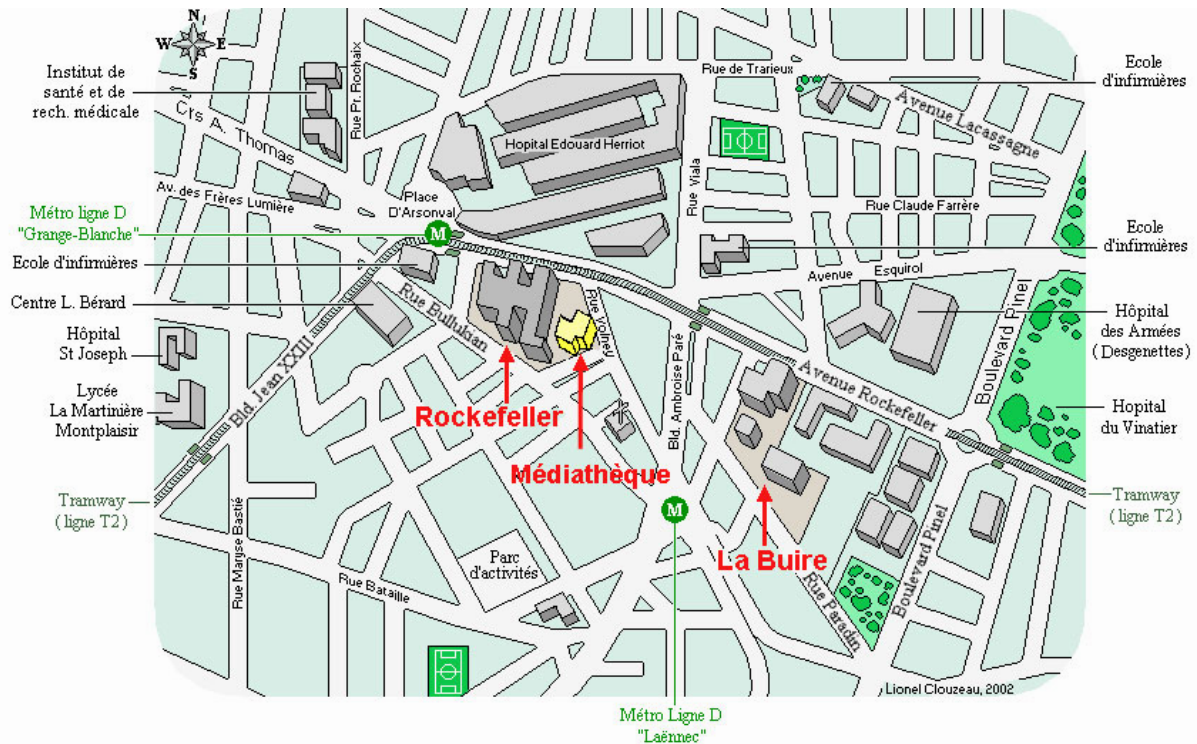 N
W
E
S
Institut de
santé et de
rech. médicale
Crs A. Thomas
Rue Pr. Rochaix
Av. des Frères Lumière
Métro ligne D
"Grange-Blanche"
Ecole d'infirmières
Centre L. Bérard
Hôpital
St Joseph
Lycée
La Martinière
Montplaisir
Tramway
( ligne T2 )
Place
D'Arsonval
M
Hopital Edouard Herriot
Rue de Trarieux
Ecole
d'infirmières
Avenue Lacassagne
Rue Viala
Rue Claude Farrère
Ecole
d'infirmières
Avenue Esquirol
Hôpital
des Armées
(Desgenettes)
Boulevard Pinel
Hopital
du Vinatier
Rue Bullukian
Rue Volney
Bld. Jean XXIII
Bld. Ambroise Paré
Avenue Rockefeller
Rockefeller
Médiathèque
La Buire
M
Tramway
( ligne T2 )
Rue Maryse Bastié
Rue Bataille
Parc
d'activités
Rue Paradin
Boulevard Pinel
Lionel Clouzeau, 2002
Métro Ligne D
"Laënnec"